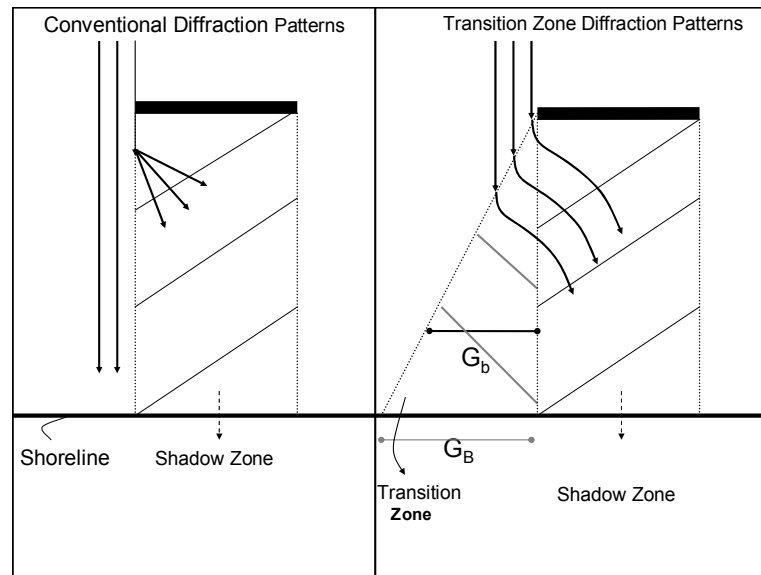 Conventional Diffraction Patterns
Shoreline
Shadow Zone
Transition Zone Diffraction Patterns
G_b
G_B
Transition
Zone
Shadow Zone